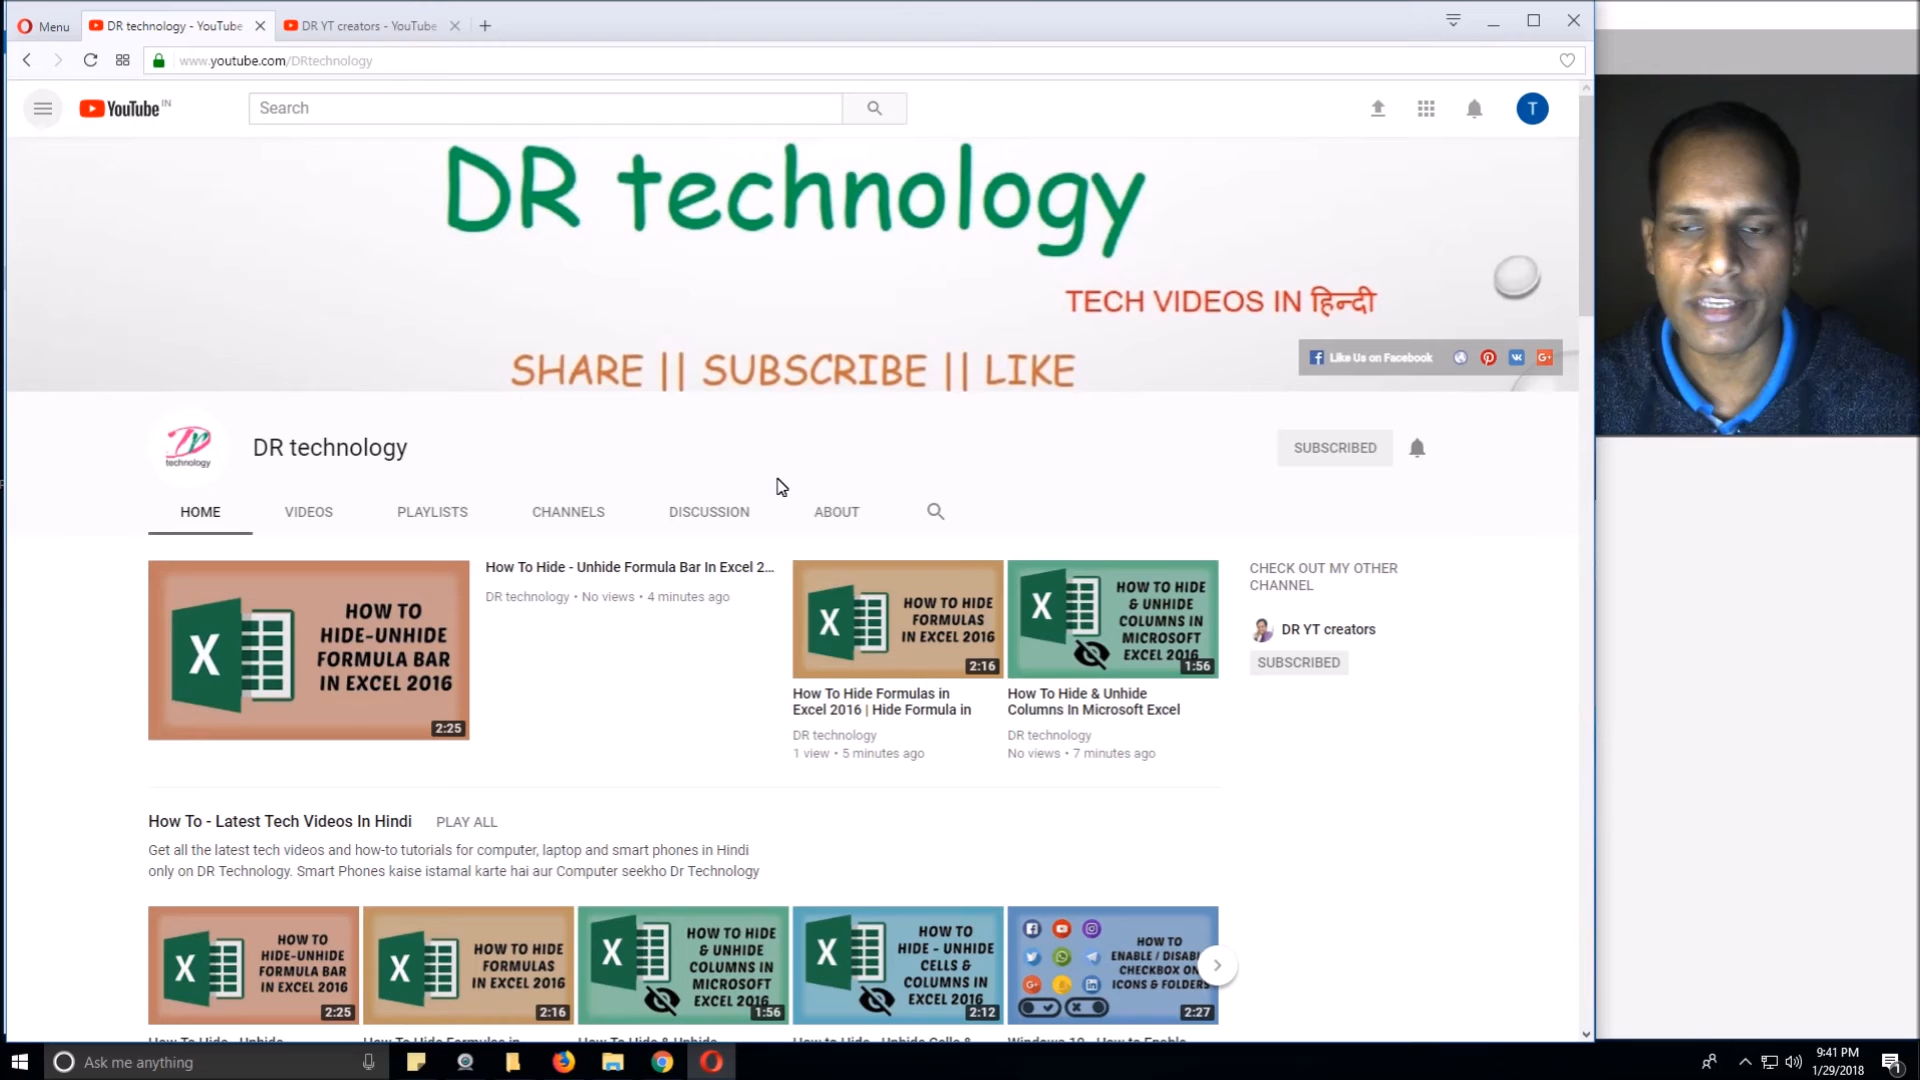 Menu
DR technology - YouTube
DR YT creators - YouTube
www.youtube.com/DRtechnology
YouTube IN
Search
T
DR technology
TECH VIDEOS IN हिन्दी
SHARE || SUBSCRIBE || LIKE
Like Us on Facebook
technology
DR technology
SUBSCRIBED
HOME
VIDEOS
PLAYLISTS
CHANNELS
DISCUSSION
ABOUT
HOW TO
HIDE-UNHIDE
FORMULA BAR
IN EXCEL 2016
2:25
How To Hide - Unhide Formula Bar In Excel 2...
DR technology • No views • 4 minutes ago
HOW TO HIDE
FORMULAS
IN EXCEL 2016
2:16
How To Hide Formulas in
Excel 2016 | Hide Formula in
DR technology
1 view • 5 minutes ago
HOW TO HIDE
& UNHIDE
COLUMNS IN
MICROSOFT
EXCEL 2016
1:56
How To Hide & Unhide
Columns In Microsoft Excel
DR technology
No views • 7 minutes ago
CHECK OUT MY OTHER
CHANNEL
DR YT creators
SUBSCRIBED
How To - Latest Tech Videos In Hindi
PLAY ALL
Get all the latest tech videos and how-to tutorials for computer, laptop and smart phones in Hindi
only on DR Technology. Smart Phones kaise istamal karte hai aur Computer seekho Dr Technology
HOW TO
HIDE-UNHIDE
FORMULA BAR
IN EXCEL 2016
2:25
HOW TO HIDE
FORMULAS
IN EXCEL 2016
2:16
HOW TO HIDE
& UNHIDE
COLUMNS IN
MICROSOFT
EXCEL 2016
1:56
HOW TO
HIDE - UNHIDE
CELLS &
COLUMNS IN
EXCEL 2016
2:12
HOW TO
ENABLE / DISAB
CHECKBOX ON
ICONS & FOLDERS
2:27
Ask me anything
9:41 PM
1/29/2018